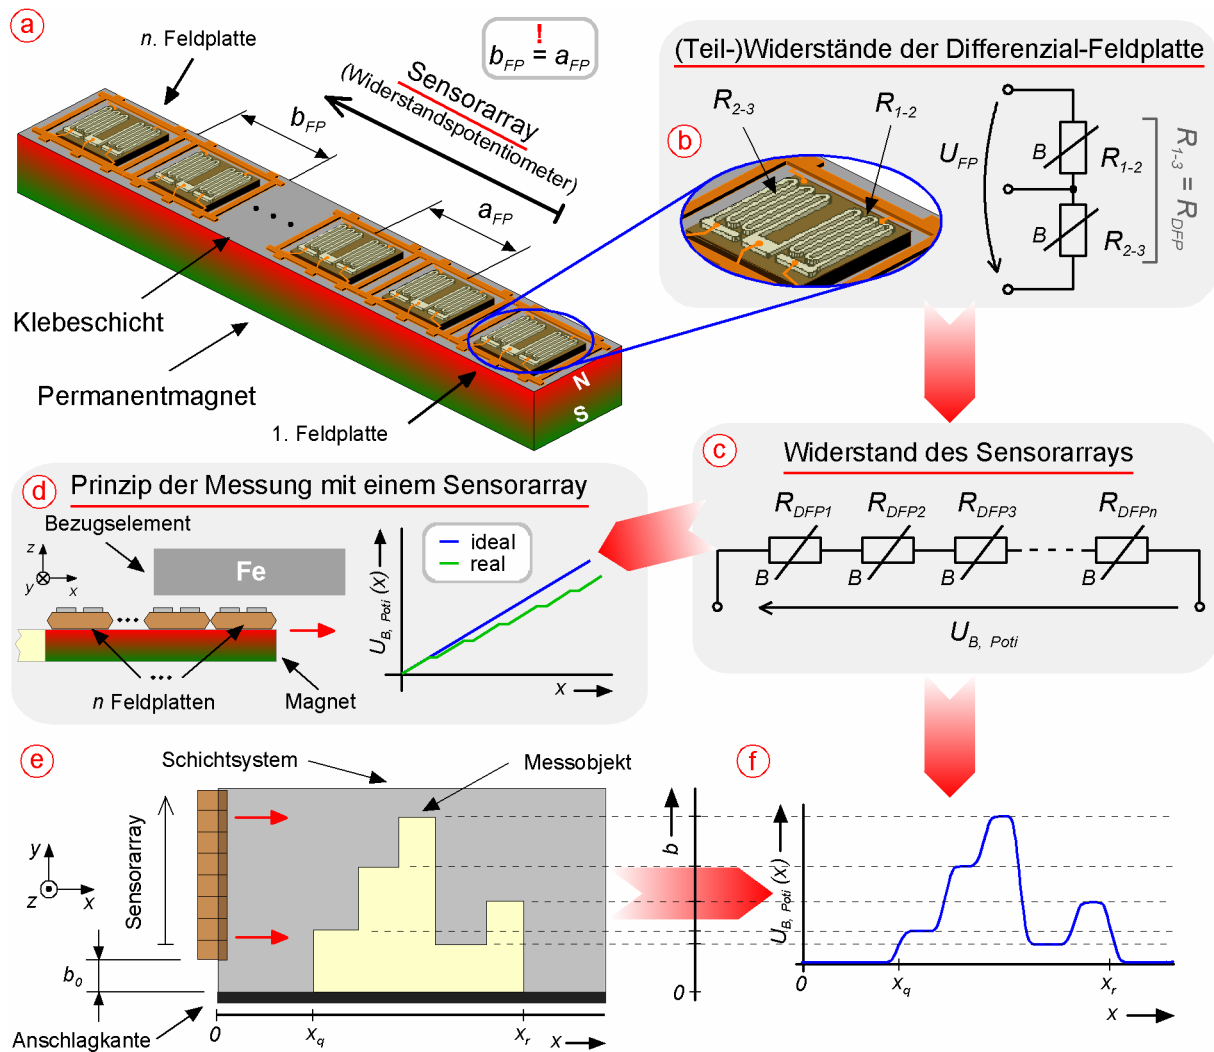 a
n. Feldplatte
!
b_FP = a_FP
Sensorarray
(Widerstandspotentiometer)
b_FP
a_FP
Klebeschicht
Permanentmagnet
1. Feldplatte
N
S
(Teil-)Widerstände der Differenzial-Feldplatte
b
R_2-3
R_1-2
U_FP
B
R_1-2
B
R_2-3
R_1-3 = R_DFP
c
Widerstand des Sensorarrays
R_DFP1
R_DFP2
R_DFP3
R_DFPn
B
B
B
B
U_B, Poti
d
Prinzip der Messung mit einem Sensorarray
Bezugselement
z
y
x
Fe
n Feldplatten
Magnet
U_B, Poti (x)
ideal
real
x
e
Schichtsystem
Messobjekt
Sensorarray
y
z
x
b_0
Anschlagkante
0
x_q
x_r
x
b
0
f
U_B, Poti (x)
0
x_q
x_r
x